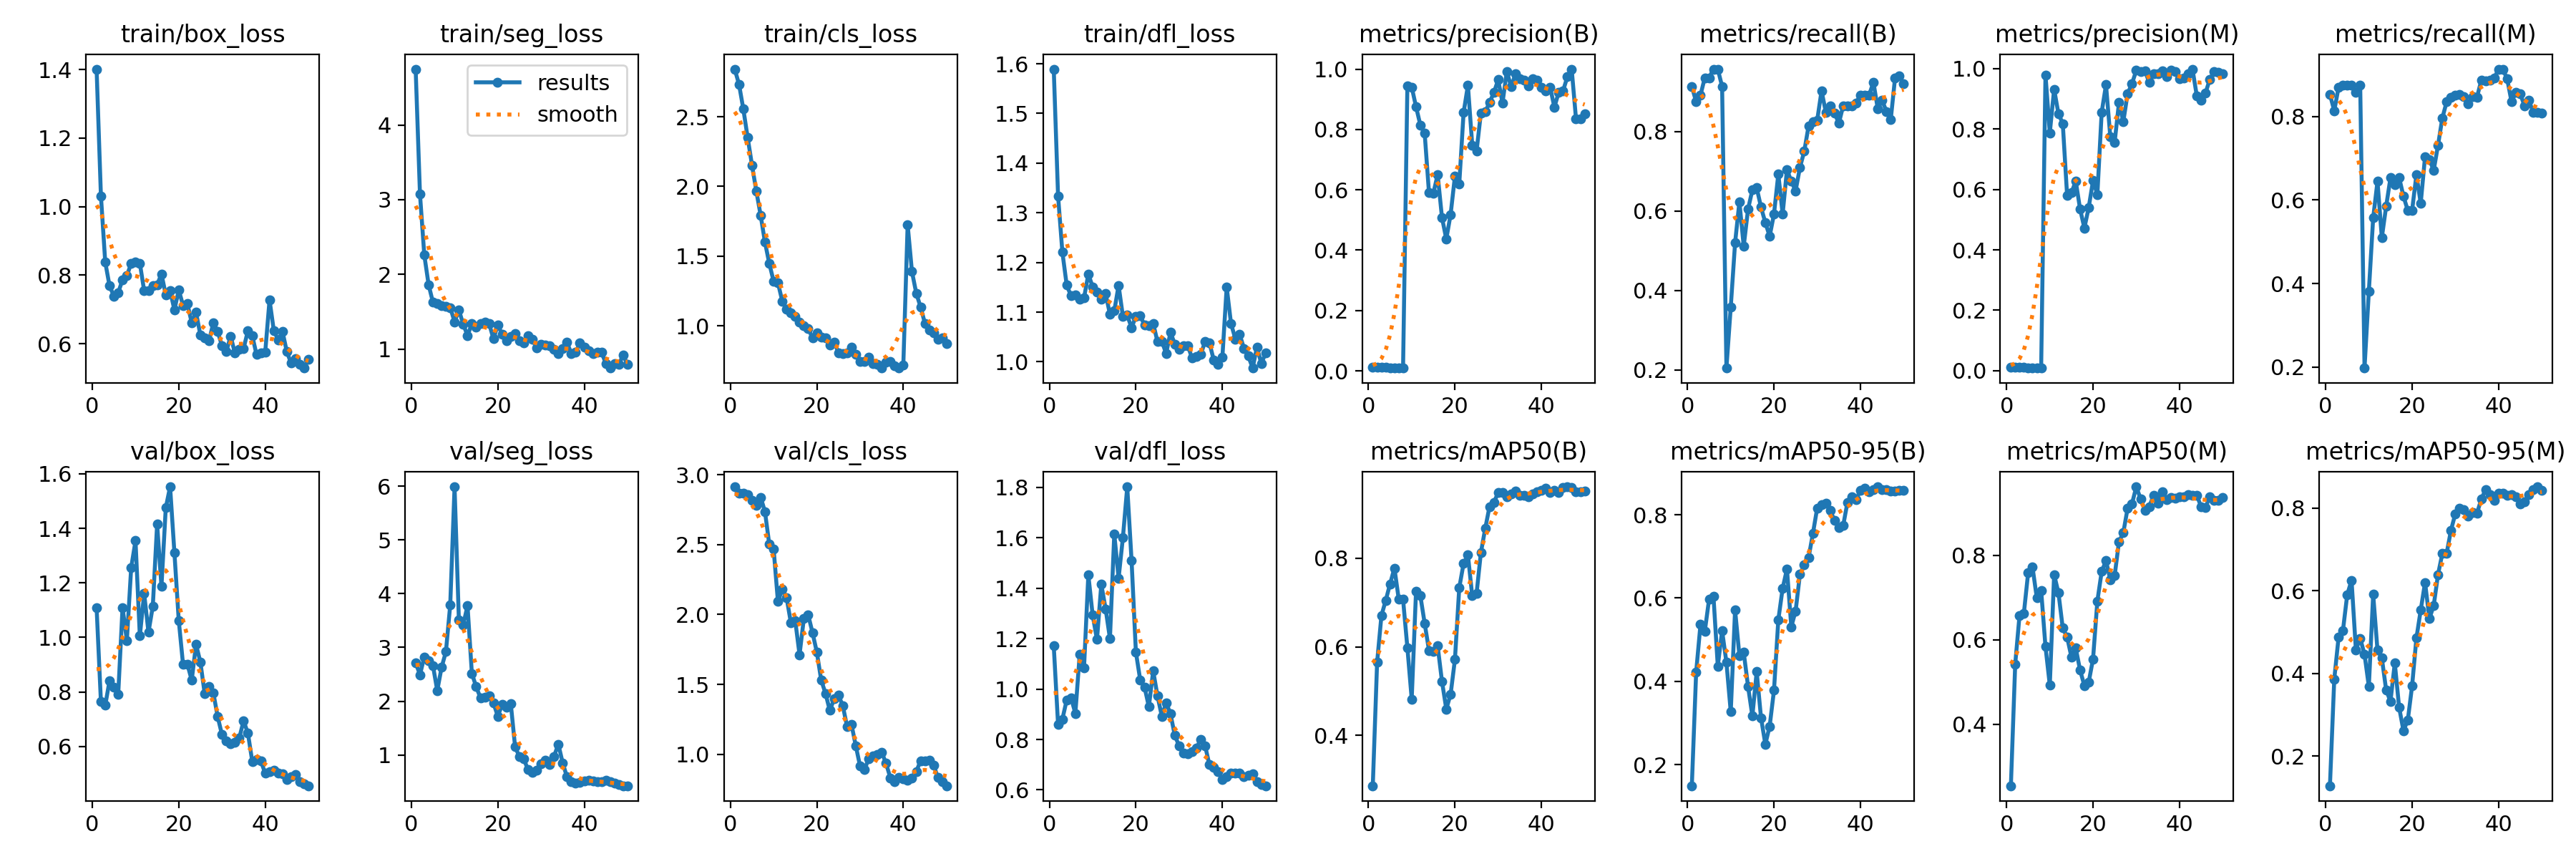 train/box_loss
train/seg_loss
train/cls_loss
train/dfl_loss
metrics/precision(B)
metrics/recall(B)
metrics/precision(M)
metrics/recall(M)
1.4
1.2
1.0
0.8
0.6
0 20 40
results
smooth
4
3
2
1
0 20 40
2.5
2.0
1.5
1.0
0 20 40
1.6
1.5
1.4
1.3
1.2
1.1
1.0
0 20 40
1.0
0.8
0.6
0.4
0.2
0.0
0 20 40
0.8
0.6
0.4
0.2
0 20 40
1.0
0.8
0.6
0.4
0.2
0.0
0 20 40
0.8
0.6
0.4
0.2
0 20 40
val/box_loss
val/seg_loss
val/cls_loss
val/dfl_loss
metrics/mAP50(B)
metrics/mAP50-95(B)
metrics/mAP50(M)
metrics/mAP50-95(M)
1.6
1.4
1.2
1.0
0.8
0.6
0 20 40
6
5
4
3
2
1
0 20 40
3.0
2.5
2.0
1.5
1.0
0 20 40
1.8
1.6
1.4
1.2
1.0
0.8
0.6
0 20 40
0.8
0.6
0.4
0 20 40
0.8
0.6
0.4
0.2
0 20 40
0.8
0.6
0.4
0 20 40
0.8
0.6
0.4
0.2
0 20 40